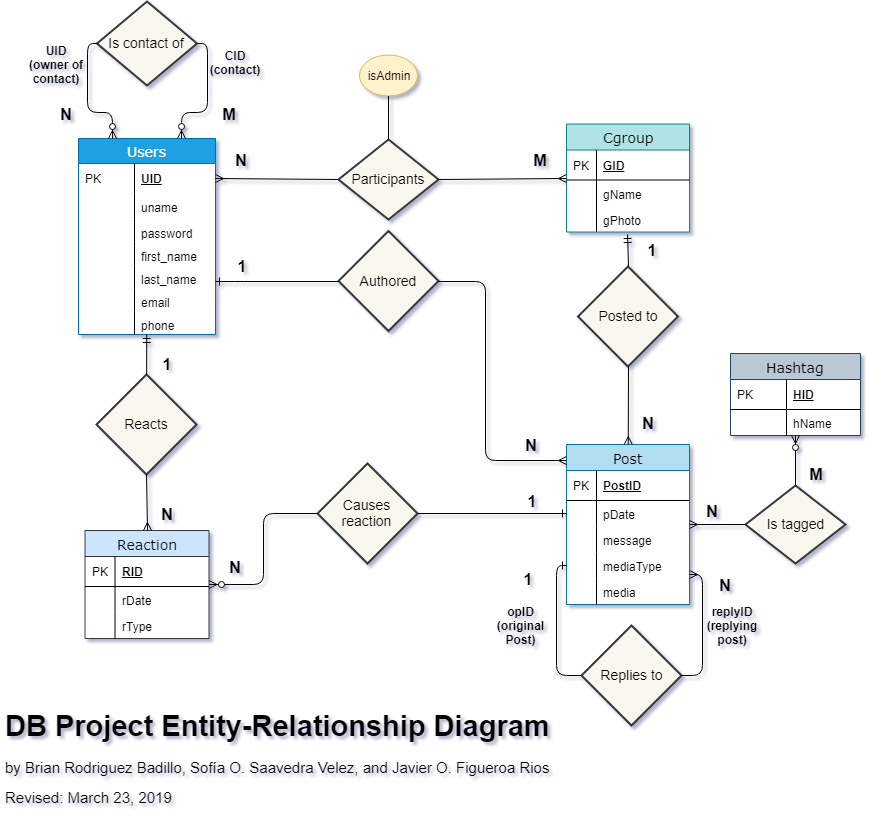 Is contact of
UID
(owner of
contact)
CID
(contact)
N
M
isAdmin
Users
PK
UID
uname
password
first_name
last_name
email
phone
N
Participants
M
Cgroup
PK
GID
gName
gPhoto
1
Authored
1
Posted to
N
Hashtag
PK
HID
hName
1
Reacts
N
N
Post
PK
PostID
pDate
message
mediaType
media
M
Is tagged
N
Causes
reaction
1
N
Reaction
PK
RID
rDate
rType
1
opID
(original
Post)
N
replyID
(replying
post)
Replies to
DB Project Entity-Relationship Diagram
by Brian Rodriguez Badillo, Sofía O. Saavedra Velez, and Javier O. Figueroa Rios
Revised: March 23, 2019